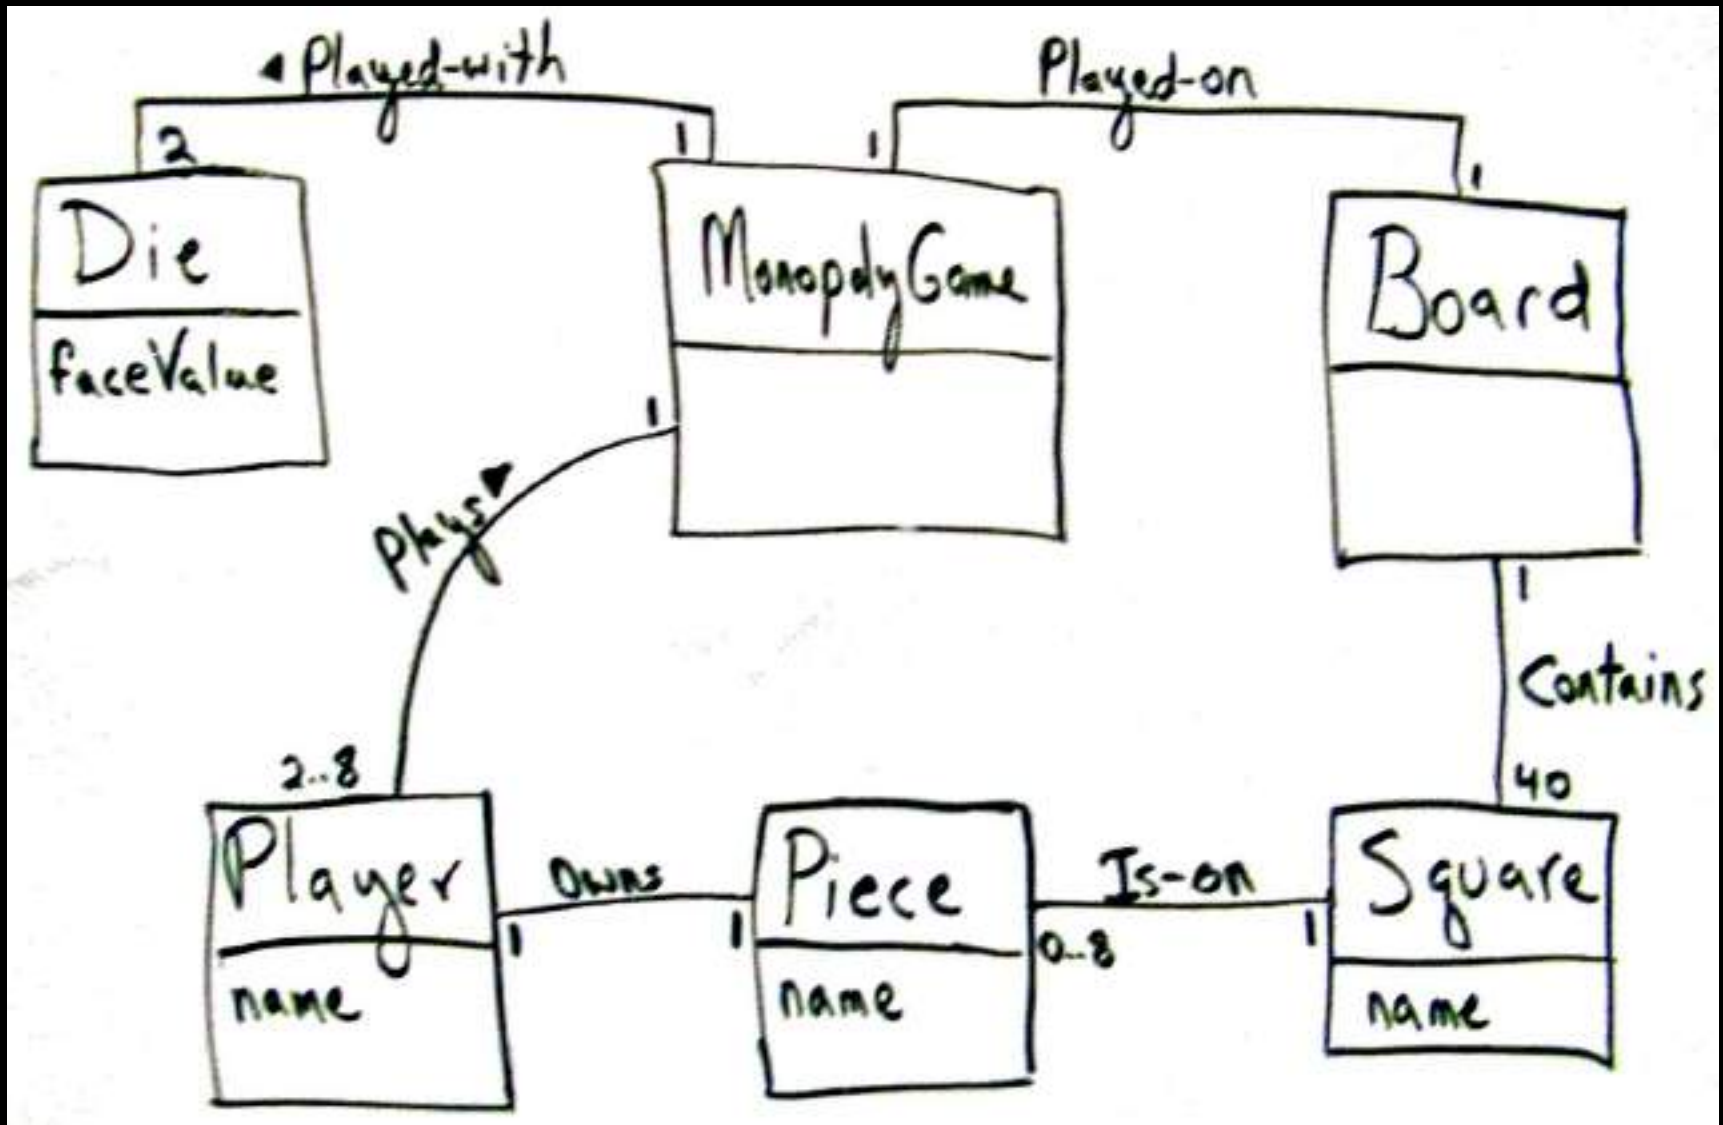 ◄ Played-with
Played-on
2
1
1
1
Die
faceValue
MonopolyGame
Board
1
Plays
1
Contains
2..8
40
Player
name
Owns
1
1
Piece
name
Is-on
0..8
1
Square
name